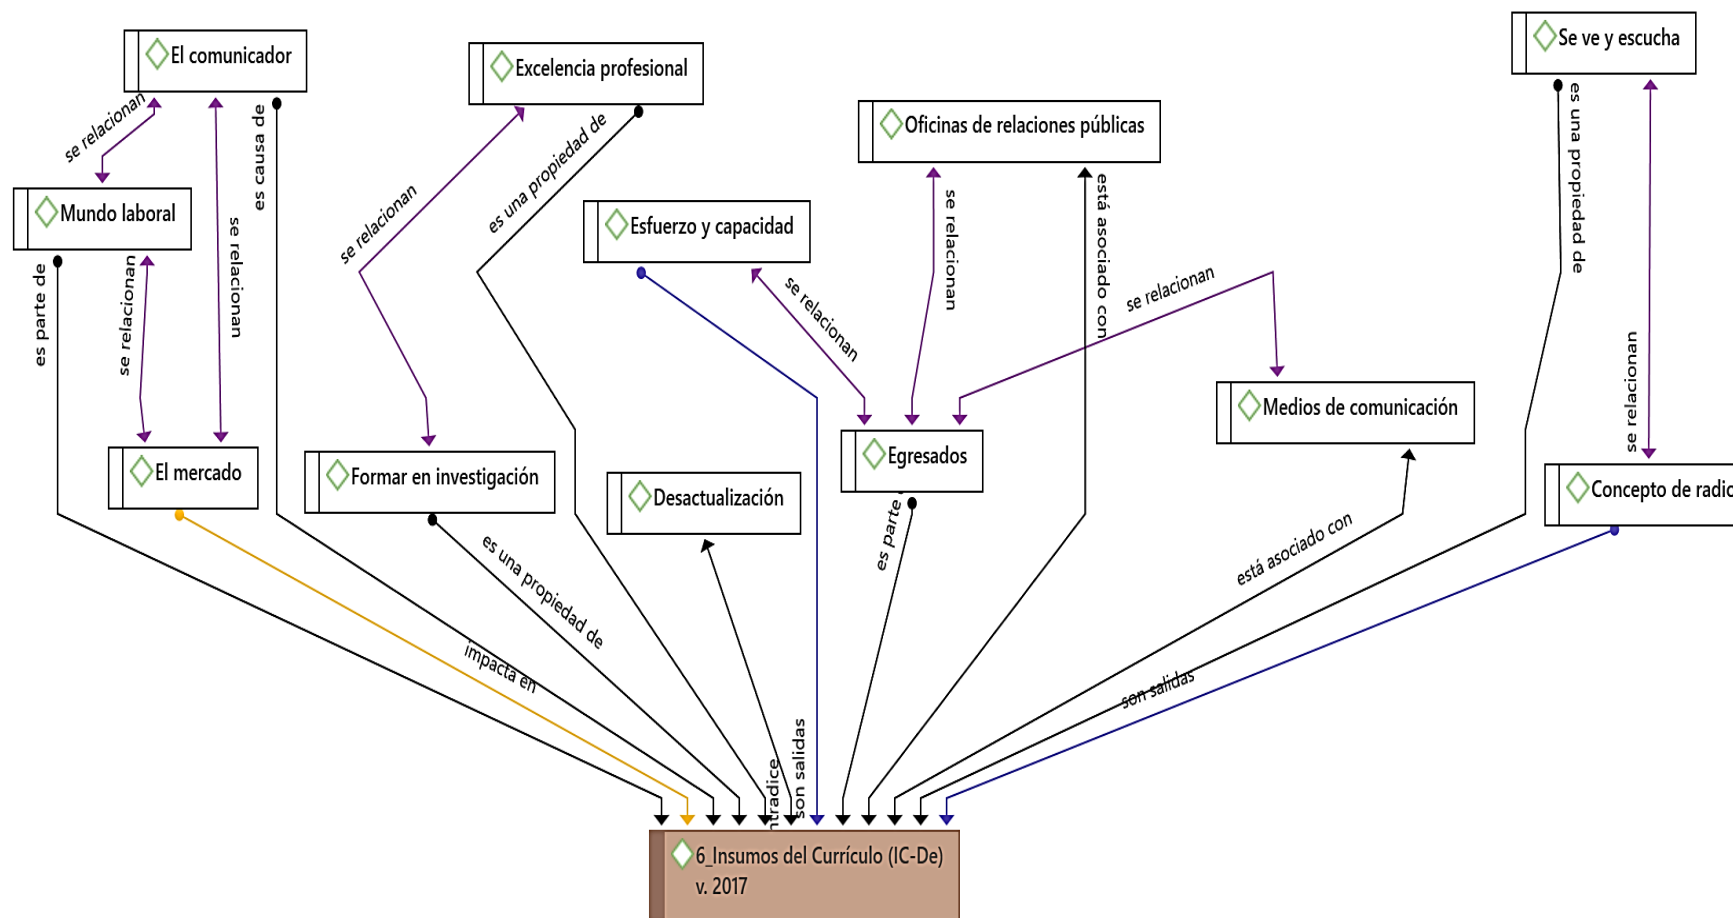 Se ve y escucha
El comunicador
Excelencia profesional
Oficinas de relaciones públicas
se relacionan
es causa de
es una propiedad de
es una propiedad de
Mundo laboral
Esfuerzo y capacidad
se relacionan
está asociado con
se relacionan
se relacionan
es parte de
se relacionan
se relacionan
se relacionan
se relacionan
Medios de comunicación
El mercado
Formar en investigación
Desactualización
Egresados
Concepto de radio
es parte
es una propiedad de
está asociado con
impacta en
son salidas
son salidas
6_Insumos del Currículo (IC-De)
v. 2017